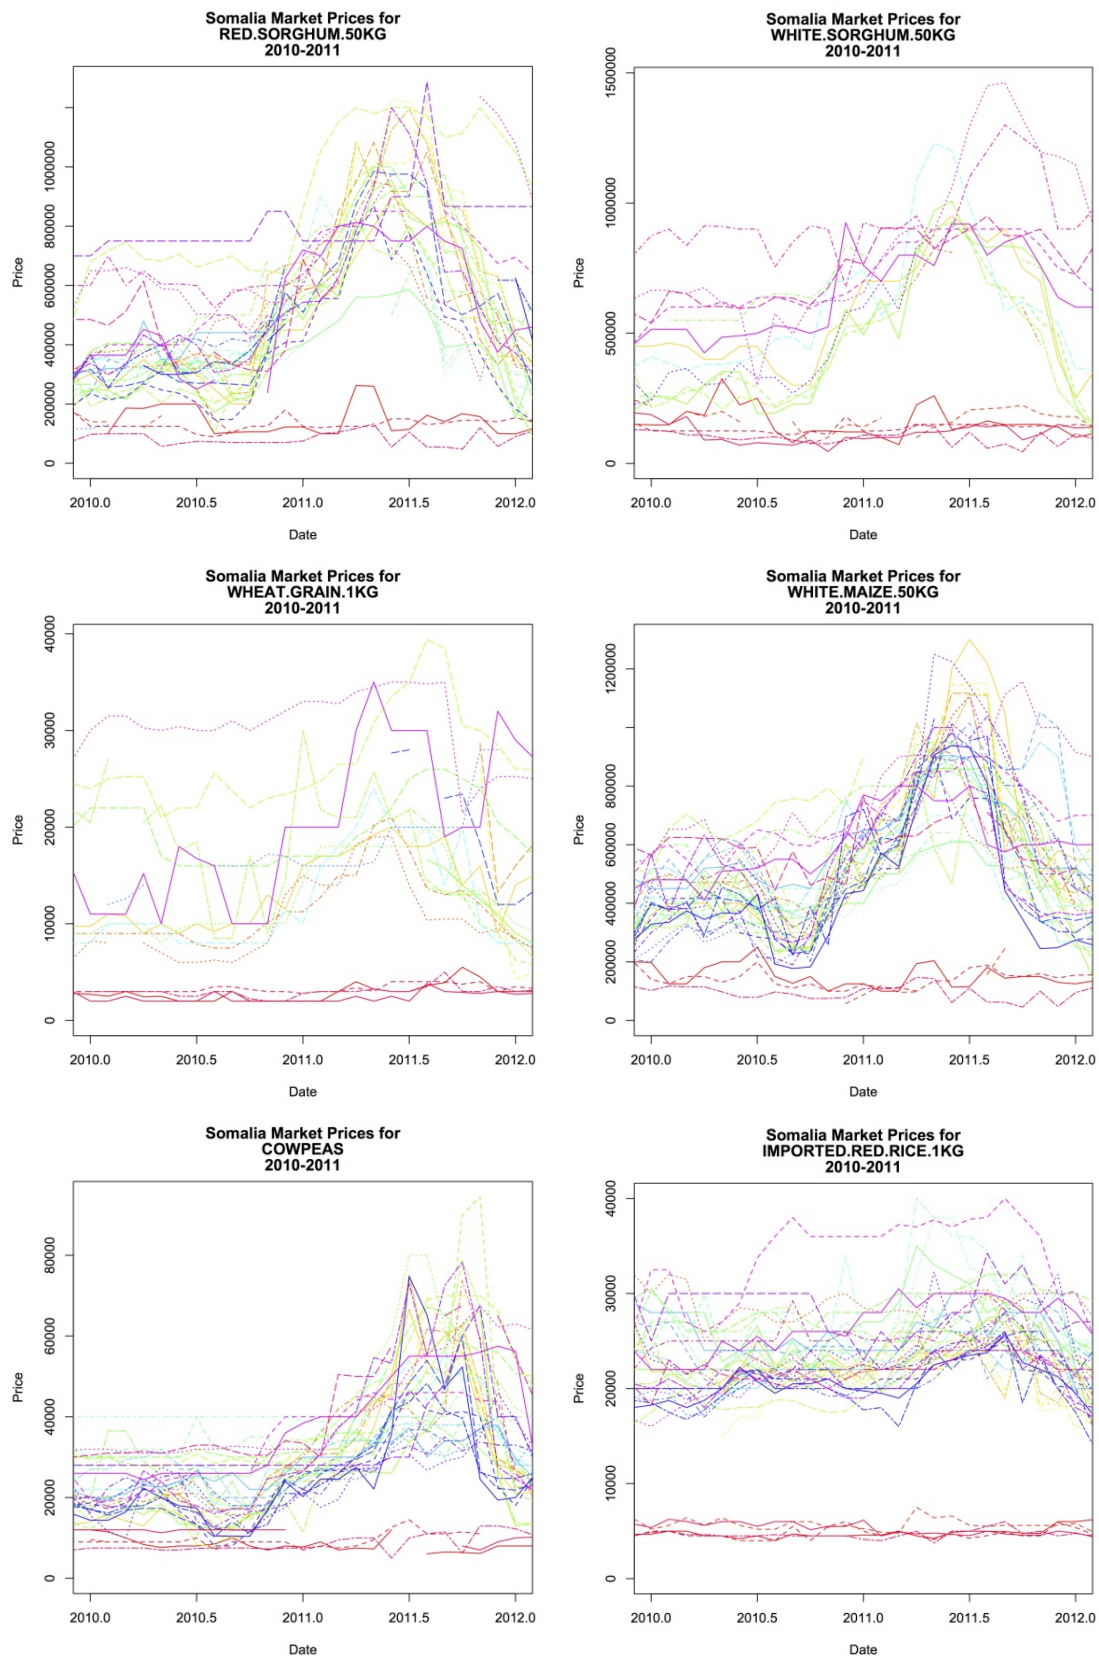 Somalia Market Prices for
RED.SORGHUM.50KG
2010-2011
Price
0
200000
400000
600000
800000
1000000
2010.0
2010.5
2011.0
2011.5
2012.0
Date
Somalia Market Prices for
WHITE.SORGHUM.50KG
2010-2011
Price
0
500000
1000000
1500000
2010.0
2010.5
2011.0
2011.5
2012.0
Date
Somalia Market Prices for
WHEAT.GRAIN.1KG
2010-2011
Price
0
10000
20000
30000
40000
2010.0
2010.5
2011.0
2011.5
2012.0
Date
Somalia Market Prices for
WHITE.MAIZE.50KG
2010-2011
Price
0
200000
400000
600000
800000
1200000
2010.0
2010.5
2011.0
2011.5
2012.0
Date
Somalia Market Prices for
COWPEAS
2010-2011
Price
0
20000
40000
60000
80000
2010.0
2010.5
2011.0
2011.5
2012.0
Date
Somalia Market Prices for
IMPORTED.RED.RICE.1KG
2010-2011
Price
0
10000
20000
30000
40000
2010.0
2010.5
2011.0
2011.5
2012.0
Date